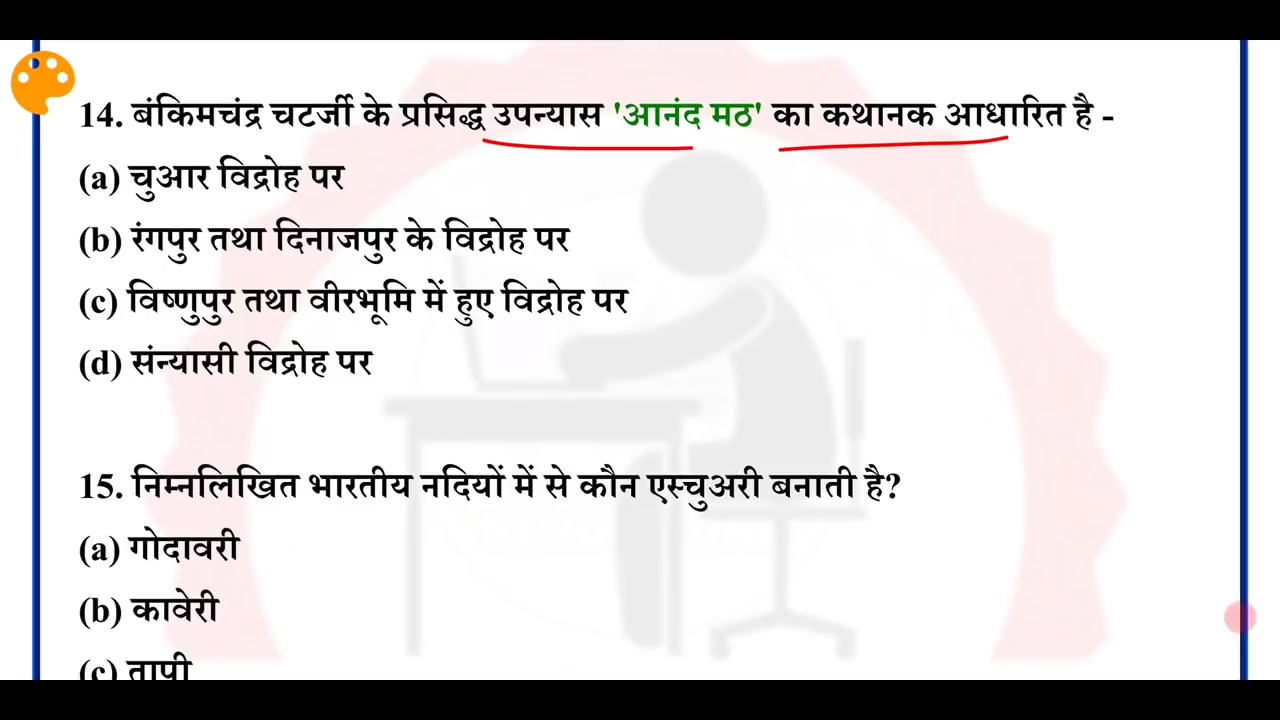 14. बंकिमचंद्र चटर्जी के प्रसिद्ध उपन्यास 'आनंद मठ' का कथानक आधारित है -
(a) चुआर विद्रोह पर
(b) रंगपुर तथा दिनाजपुर के विद्रोह पर
(c) विष्णुपुर तथा वीरभूमि में हुए विद्रोह पर
(d) संन्यासी विद्रोह पर
15. निम्नलिखित भारतीय नदियों में से कौन एस्चुअरी बनाती है?
(a) गोदावरी
(b) कावेरी
(c) तापी